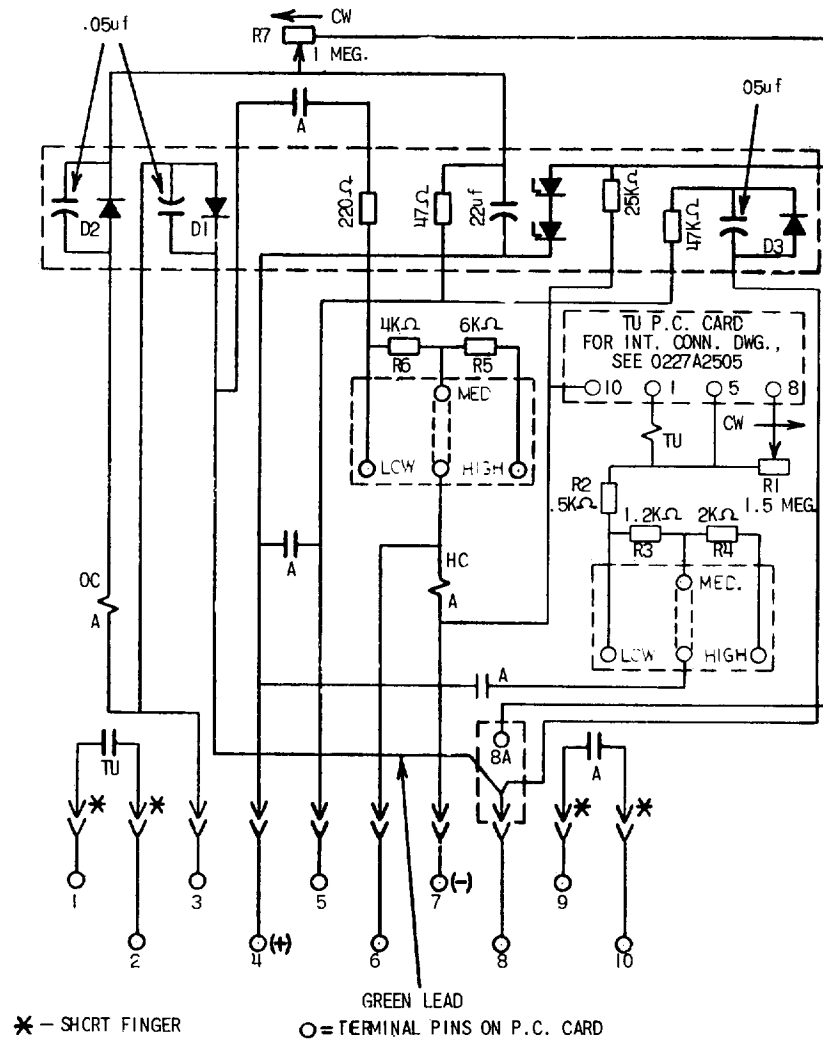 CW
.05uf
R7
1 MEG.
05uf
A
D2
D1
220Ω
47Ω
22uf
25KΩ
47KΩ
D3
TU P.C. CARD
FOR INT. CONN. DWG.,
SEE 0227A2505
10 1 5 8
4KΩ 6KΩ
R6 R5
MED
LOW HIGH
TU
CW
R1
1.5 MEG
R2
.5KΩ
1.2KΩ 2KΩ
R3 R4
MED.
LOW HIGH
A
HC
A
OC
A
A
8A
TU
A
* * * *
1 3 5 7 (-) 9
2 4 (+) 6 8 10
GREEN LEAD
* - SHORT FINGER
O = TERMINAL PINS ON P.C. CARD